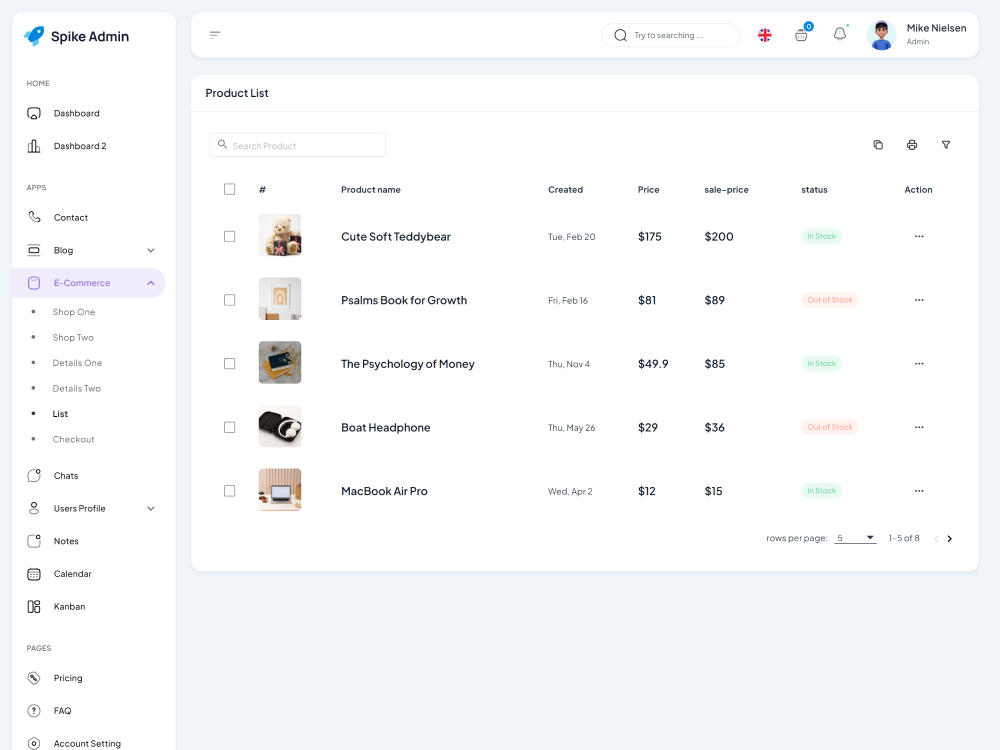 Spike Admin
HOME
Dashboard
Dashboard 2
APPS
Contact
Blog
E-Commerce
Shop One
Shop Two
Details One
Details Two
List
Checkout
Chats
Users Profile
Notes
Calendar
Kanban
PAGES
Pricing
FAQ
Account Setting
Try to searching ...
0
Mike Nielsen
Admin
Product List
Search Product
# Product name Created Price sale-price status Action
Cute Soft Teddybear Tue, Feb 20 $175 $200 In Stock
Psalms Book for Growth Fri, Feb 16 $81 $89 Out of Stock
The Psychology of Money Thu, Nov 4 $49.9 $85 In Stock
Boat Headphone Thu, May 26 $29 $36 Out of Stock
MacBook Air Pro Wed, Apr 2 $12 $15 In Stock
rows per page: 5 1–5 of 8